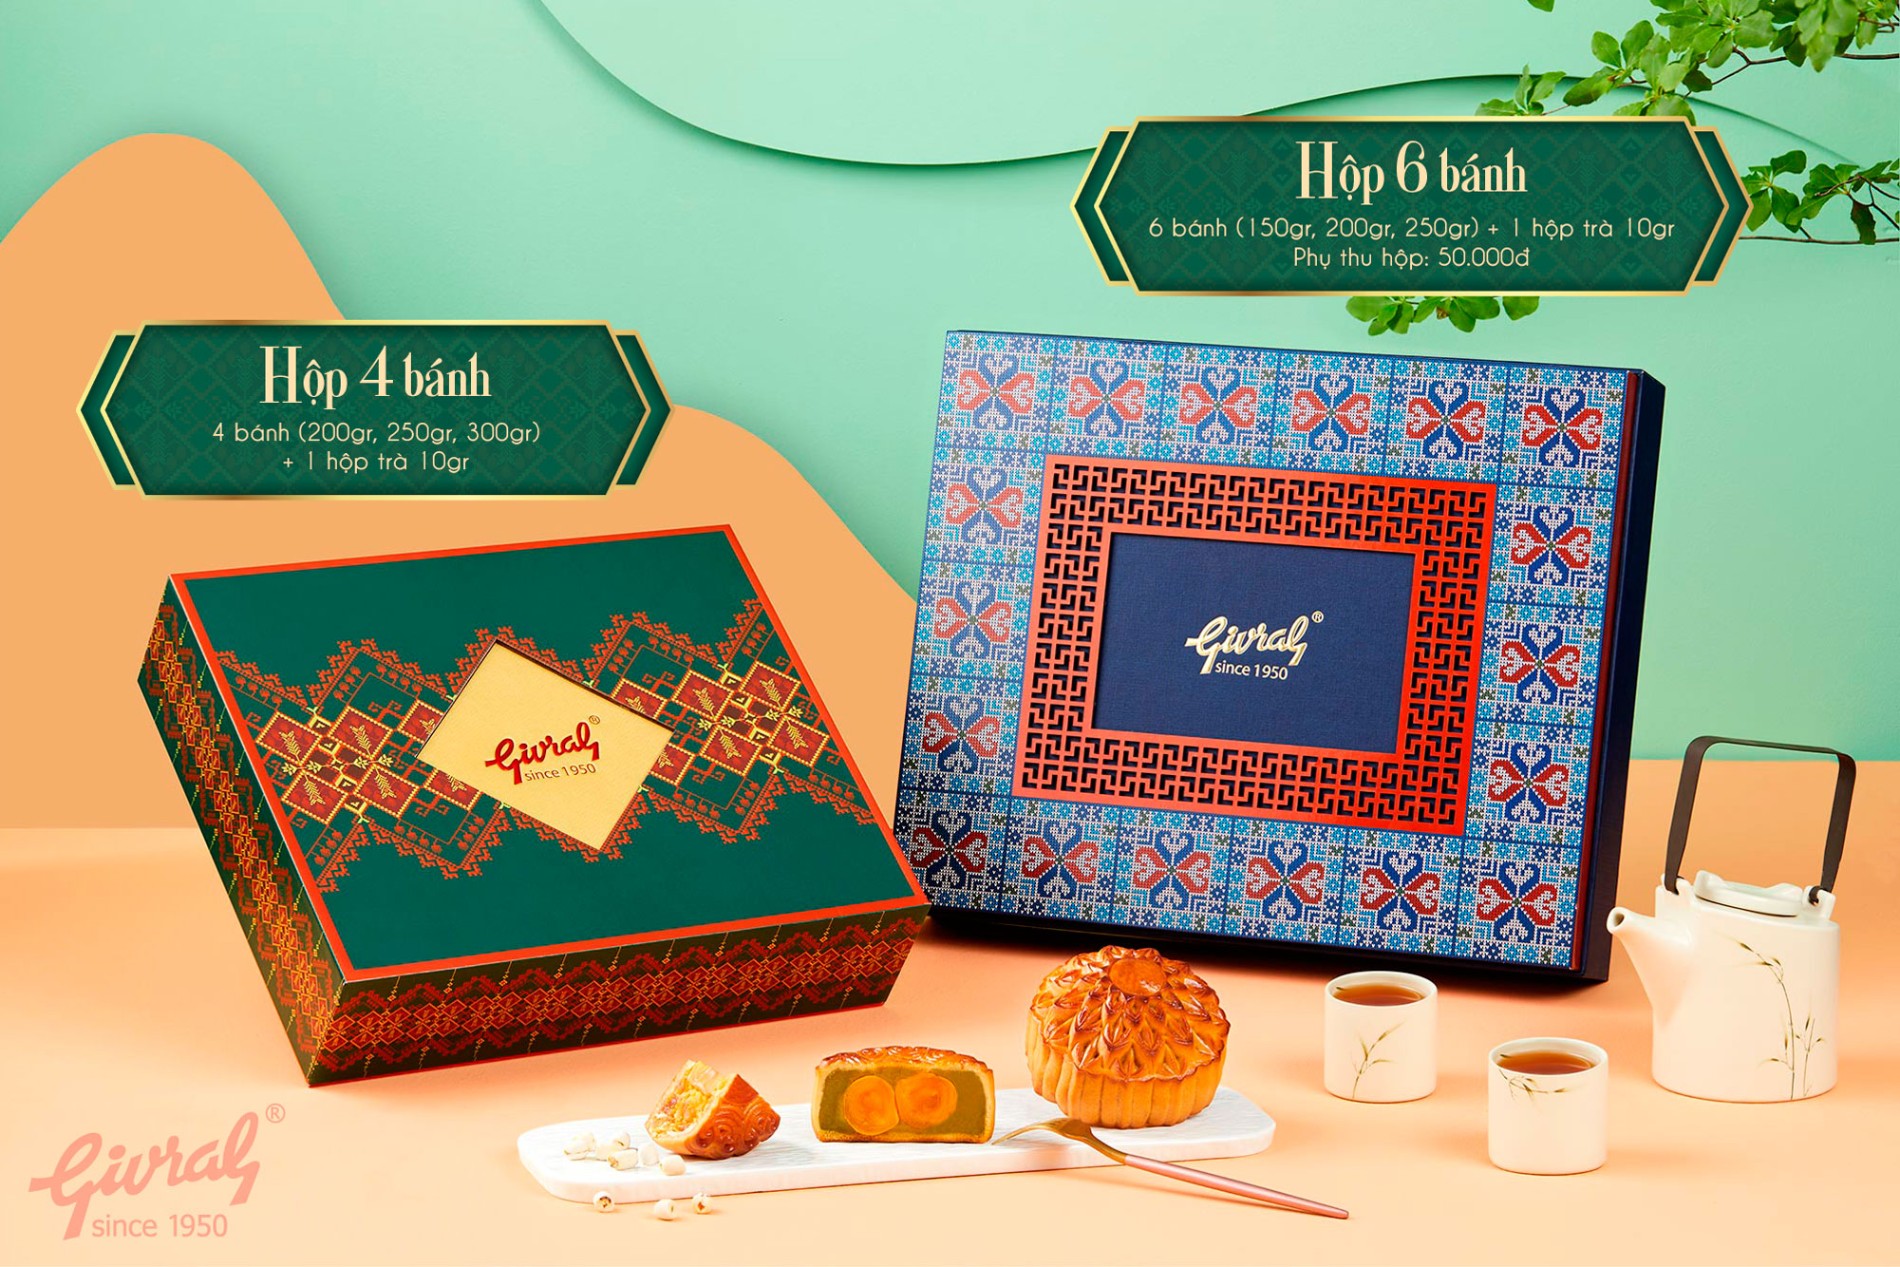 Hộp 6 bánh
6 bánh (150gr, 200gr, 250gr) + 1 hộp trà 10gr
Phụ thu hộp: 50.000đ
Hộp 4 bánh
4 bánh (200gr, 250gr, 300gr)
+ 1 hộp trà 10gr
Givral®
since 1950
Givral®
since 1950
Givral®
since 1950